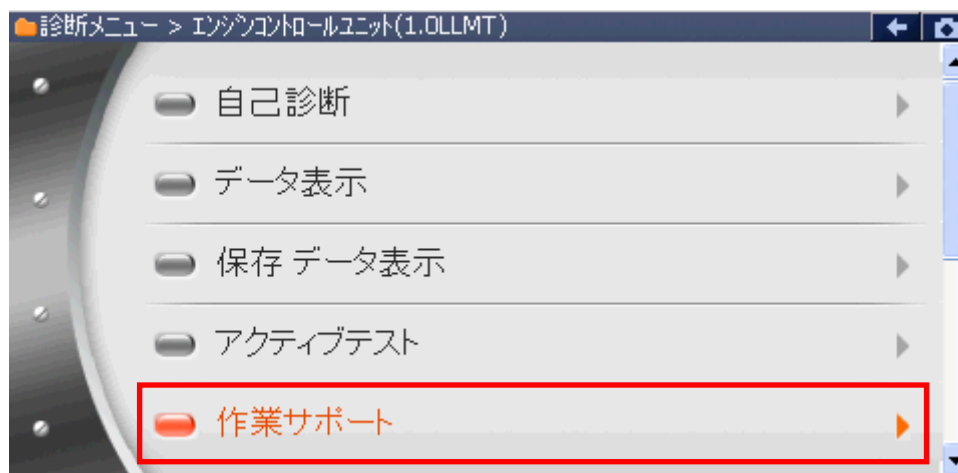 診断メニュー > エンジンコントロールユニット(1.0LLMT)
自己診断
データ表示
保存 データ表示
アクティブテスト
作業サポート